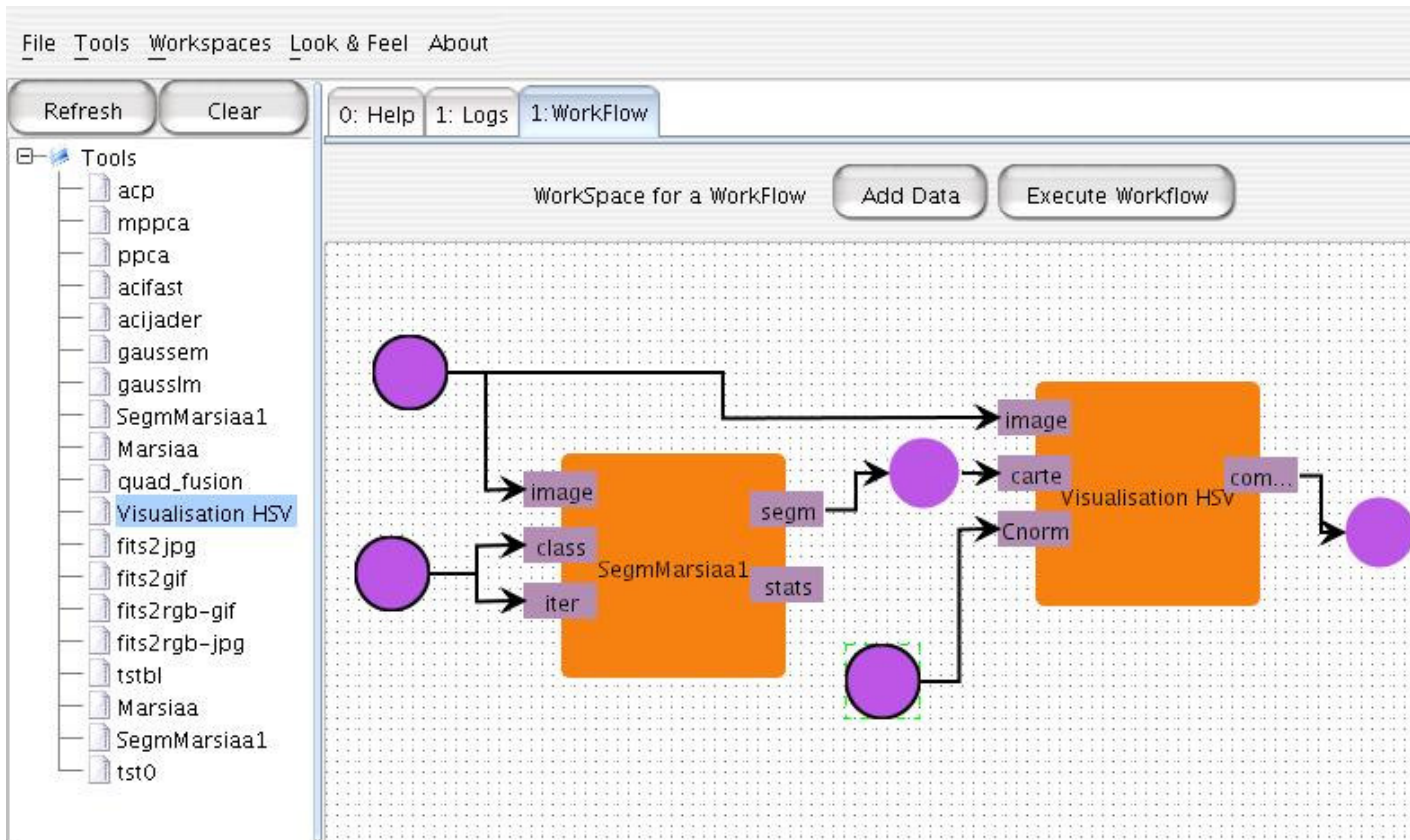 File Tools Workspaces Look & Feel About
Refresh Clear
0: Help 1: Logs 1:WorkFlow
WorkSpace for a WorkFlow Add Data Execute Workflow
Tools
acp
mppca
ppca
acifast
acijader
gaussem
gausslm
SegmMarsiaa1
Marsiaa
quad_fusion
Visualisation HSV
fits2jpg
fits2gif
fits2rgb-gif
fits2rgb-jpg
tstbl
Marsiaa
SegmMarsiaa1
tst0
image
class
iter
SegmMarsiaa1
segm
stats
image
carte
Cnorm
Visualisation HSV
com...